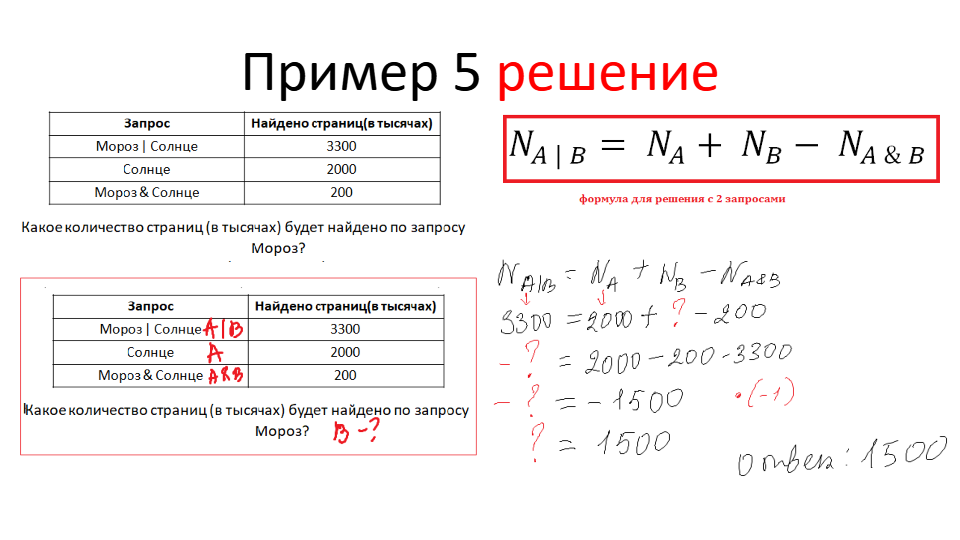 Пример 5 решение
Запрос Найдено страниц(в тысячах)
Мороз | Солнце 3300
Солнце 2000
Мороз & Солнце 200
Какое количество страниц (в тысячах) будет найдено по запросу
Мороз?
Запрос Найдено страниц(в тысячах)
Мороз | Солнце A|B 3300
Солнце A 2000
Мороз & Солнце A&B 200
Какое количество страниц (в тысячах) будет найдено по запросу
Мороз? B - ?
N_{A | B} = N_A + N_B − N_{A & B}
формула для решения с 2 запросами
N_{A|B} = N_A + N_B − N_{A&B}
3300 = 2000 + ? − 200
− ? = 2000 − 200 − 3300
− ? = − 1500 •(−1)
? = 1500
Ответ: 1500